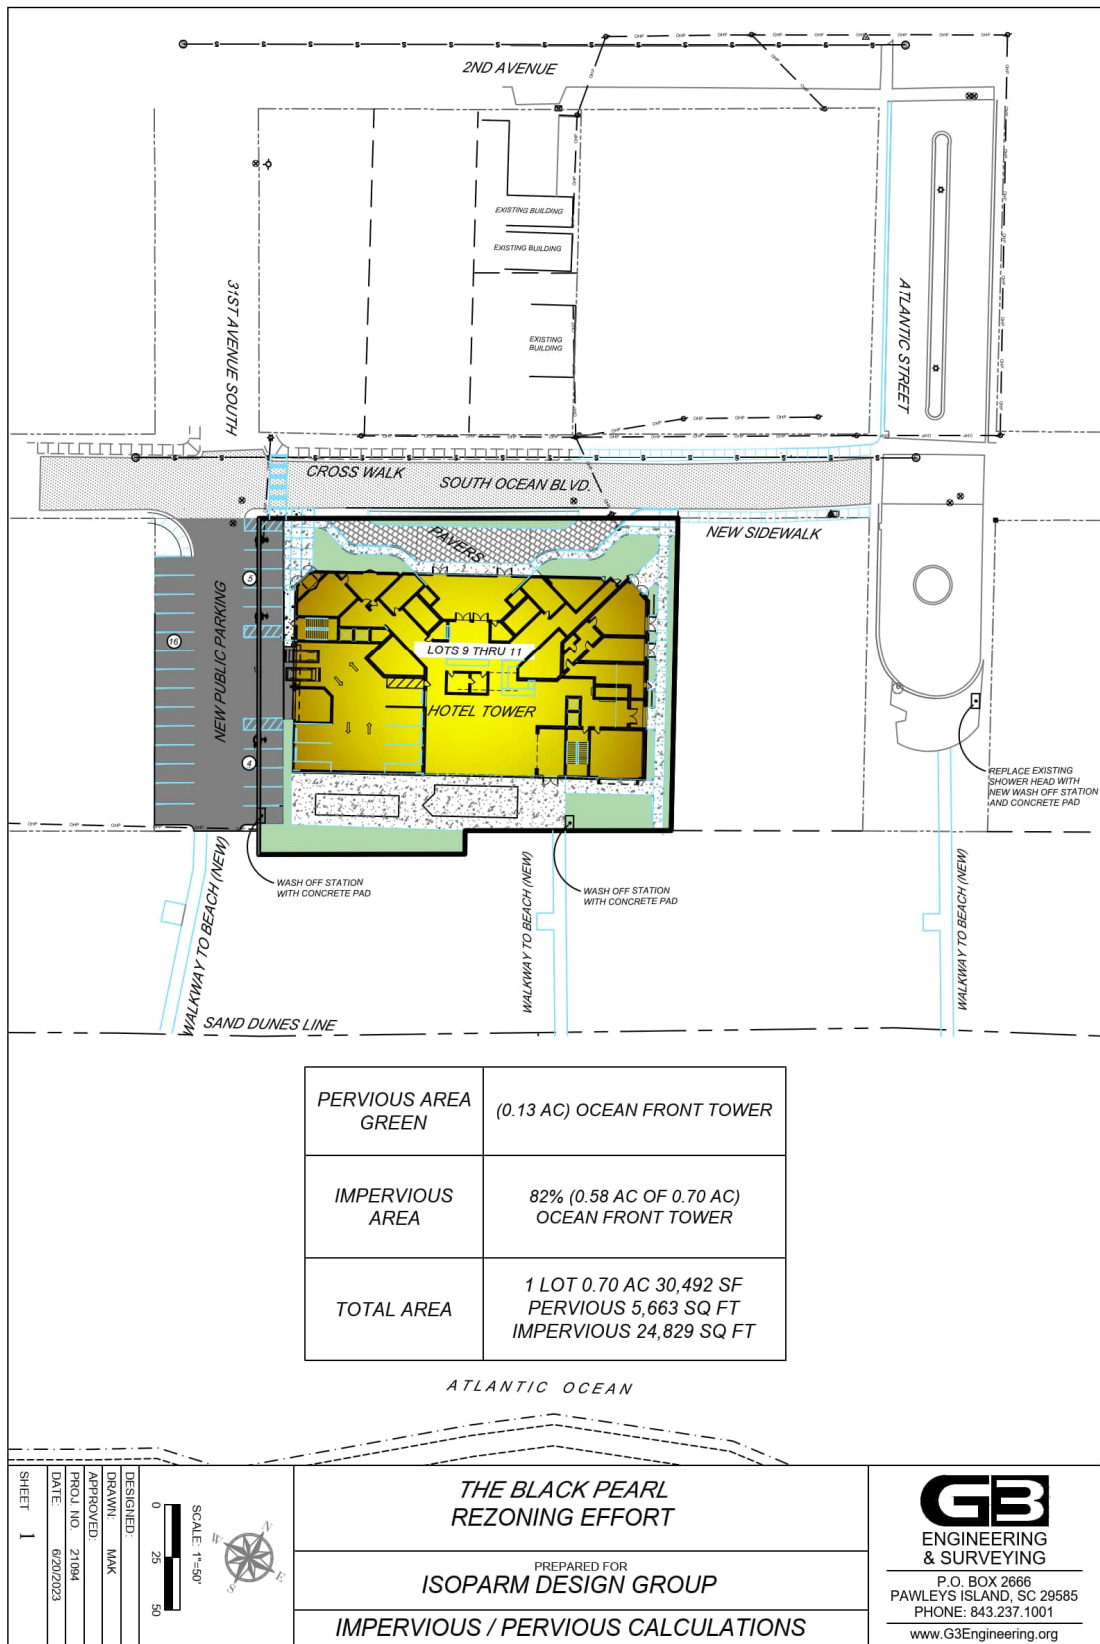 2ND AVENUE
EXISTING BUILDING
EXISTING BUILDING
EXISTING
BUILDING
31ST AVENUE SOUTH
ATLANTIC STREET
CROSS WALK
SOUTH OCEAN BLVD.
PAVERS
NEW SIDEWALK
NEW PUBLIC PARKING
5
16
4
LOTS 9 THRU 11
HOTEL TOWER
REPLACE EXISTING
SHOWER HEAD WITH
NEW WASH OFF STATION
AND CONCRETE PAD
WASH OFF STATION
WITH CONCRETE PAD
WASH OFF STATION
WITH CONCRETE PAD
WALKWAY TO BEACH (NEW)
WALKWAY TO BEACH (NEW)
WALKWAY TO BEACH (NEW)
SAND DUNES LINE
PERVIOUS AREA
GREEN
(0.13 AC) OCEAN FRONT TOWER
IMPERVIOUS
AREA
82% (0.58 AC OF 0.70 AC)
OCEAN FRONT TOWER
TOTAL AREA
1 LOT 0.70 AC 30,492 SF
PERVIOUS 5,663 SQ FT
IMPERVIOUS 24,829 SQ FT
ATLANTIC OCEAN
SHEET 1
DATE: 6/20/2023
PROJ. NO. 21094
APPROVED:
DRAWN: MAK
DESIGNED:
0 25 50
SCALE: 1"=50'
N
E
S
W
THE BLACK PEARL
REZONING EFFORT
PREPARED FOR
ISOPARM DESIGN GROUP
IMPERVIOUS / PERVIOUS CALCULATIONS
G3
ENGINEERING
& SURVEYING
P.O. BOX 2666
PAWLEYS ISLAND, SC 29585
PHONE: 843.237.1001
www.G3Engineering.org